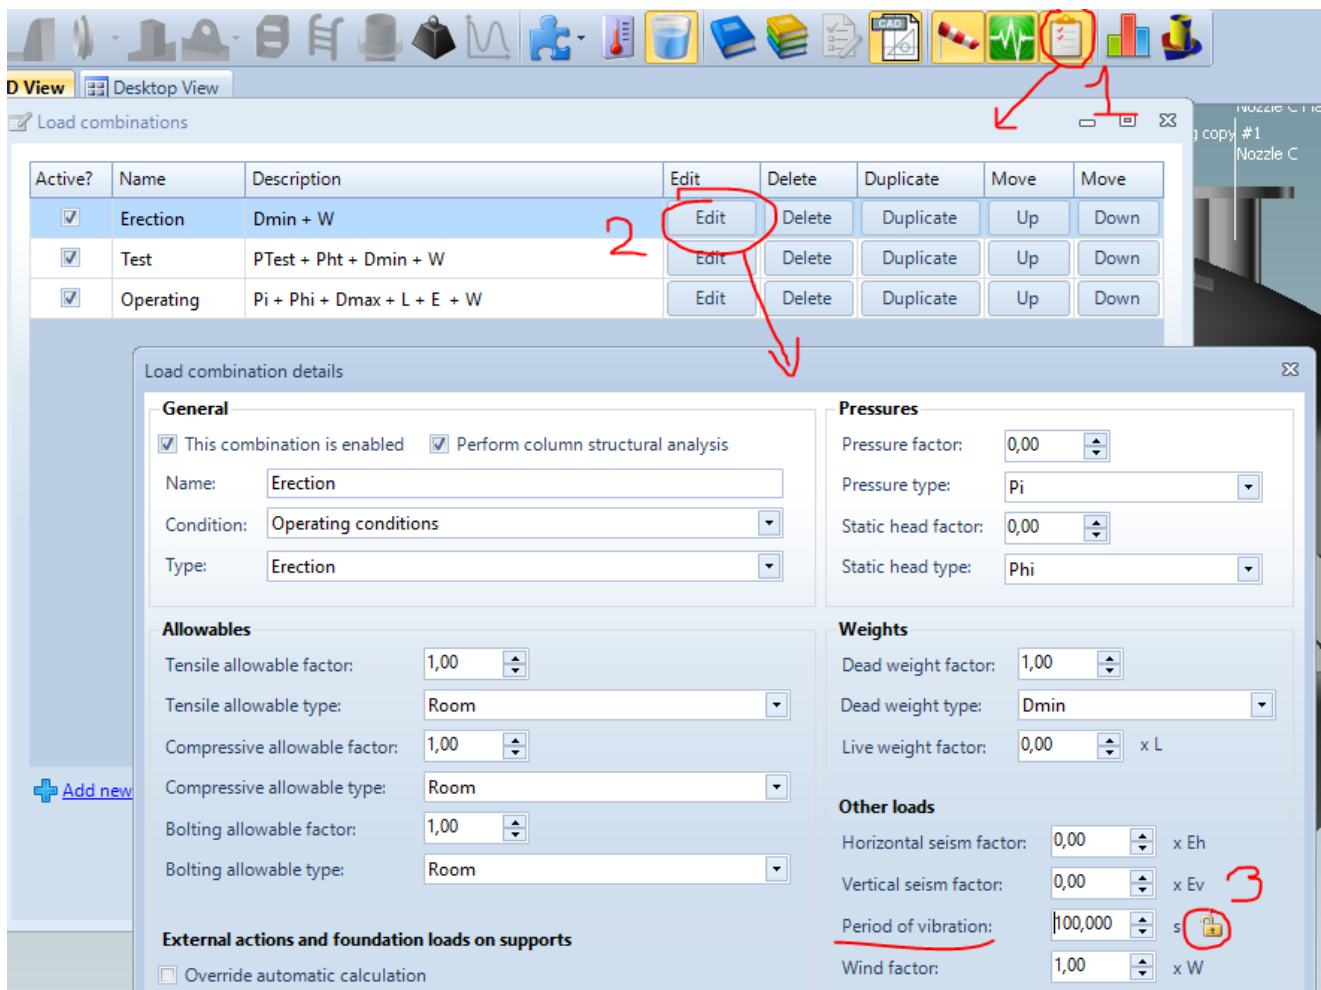 CAD
1
D View
Desktop View
Load combinations
Nozzle C
g copy #1
Nozzle C
Active? Name Description Edit Delete Duplicate Move Move
Erection Dmin + W Edit Delete Duplicate Up Down
2
Test PTest + Pht + Dmin + W Edit Delete Duplicate Up Down
Operating Pi + Phi + Dmax + L + E + W Edit Delete Duplicate Up Down
Load combination details
General
This combination is enabled Perform column structural analysis
Name: Erection
Condition: Operating conditions
Type: Erection
Pressures
Pressure factor: 0,00
Pressure type: Pi
Static head factor: 0,00
Static head type: Phi
Allowables
Tensile allowable factor: 1,00
Tensile allowable type: Room
Compressive allowable factor: 1,00
Compressive allowable type: Room
Bolting allowable factor: 1,00
Bolting allowable type: Room
Weights
Dead weight factor: 1,00
Dead weight type: Dmin
Live weight factor: 0,00 x L
Add new
Other loads
Horizontal seism factor: 0,00 x Eh
Vertical seism factor: 0,00 x Ev
3
Period of vibration: 100,000 s
Wind factor: 1,00 x W
External actions and foundation loads on supports
Override automatic calculation